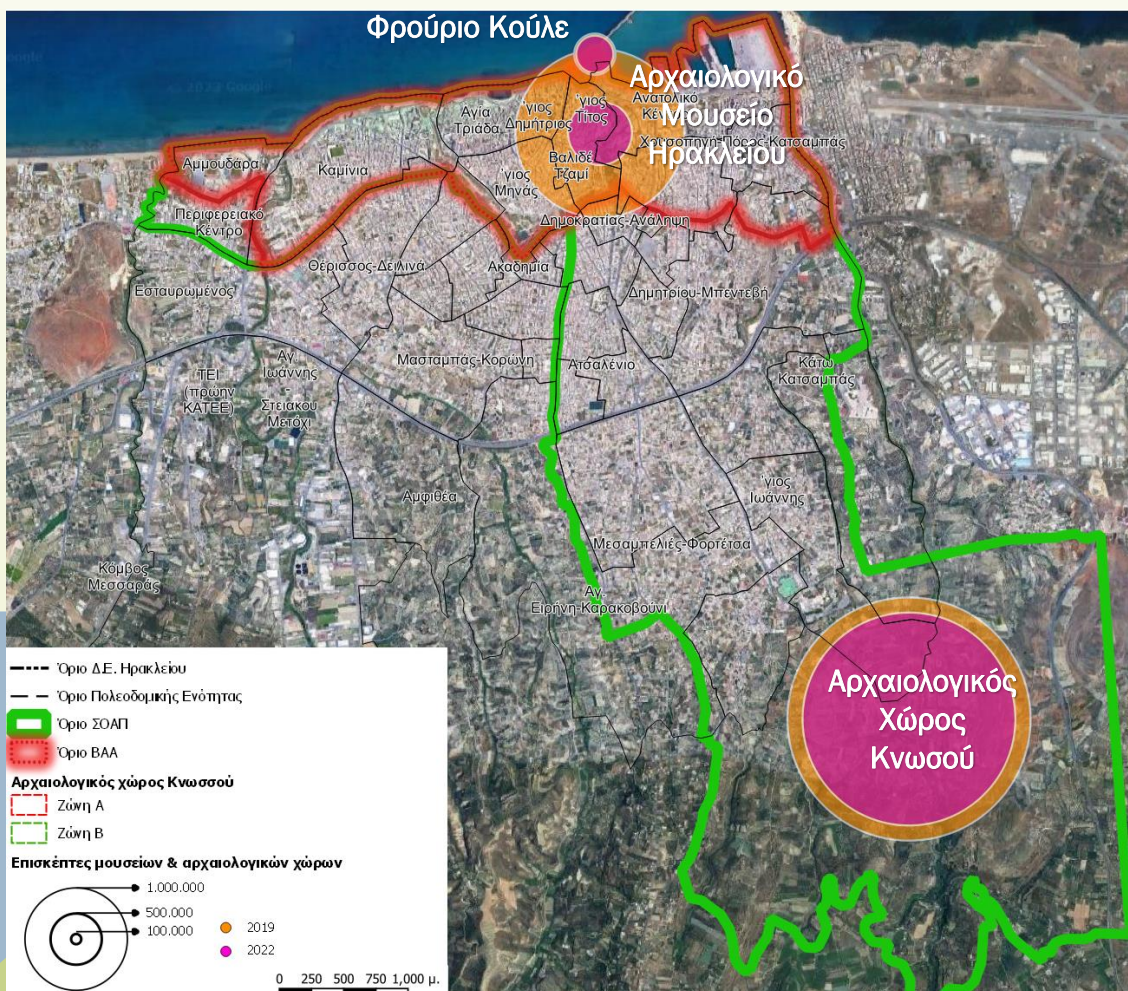 Φρούριο Κούλε
Αρχαιολογικό
Μουσείο
Ηρακλείου
Ανατολικό
Αγία
Τριάδα
'γιος
Δημήτριος
'γιος
Τίτος
Χρυσοπηγή-Πόρος-Κατσαμπάς
Αμμουδάρα
Καμίνια
'γιος
Μηνάς
Βαλιδέ
Τζαμί
Περιφερειακό
Κέντρο
Δημοκρατίας-Ανάληψη
Θέρισσος-Δειλινά
Ακαδημία
Εσταυρωμένος
Δημητρίου-Μπεντεβή
Μασταμπάς-Κορώνη
Ατσαλένιο
Κάτω
Κατσαμπάς
ΤΕΙ
(πρώην
ΚΑΤΕΕ)
Αγ
Ιωάννης
-
Στειακου
Μετόχι
Αμφιθέα
'γιος
Ιωάννης
Μεσαμπελιές-Φορτέτσα
Κόμβος
Μεσσαράς
Αγ
Ειρήνη-Καρακοβούνι
Αρχαιολογικός
Χώρος
Κνωσού
Όριο Δ.Ε. Ηρακλείου
Όριο Πολεοδομικής Ενότητας
Όριο ΣΟΑΠ
Όριο ΒΑΑ
Αρχαιολογικός χώρος Κνωσσού
Ζώνη Α
Ζώνη Β
Επισκέπτες μουσείων & αρχαιολογικών χώρων
1.000.000
500.000
100.000
2019
2022
0 250 500 750 1,000 μ.